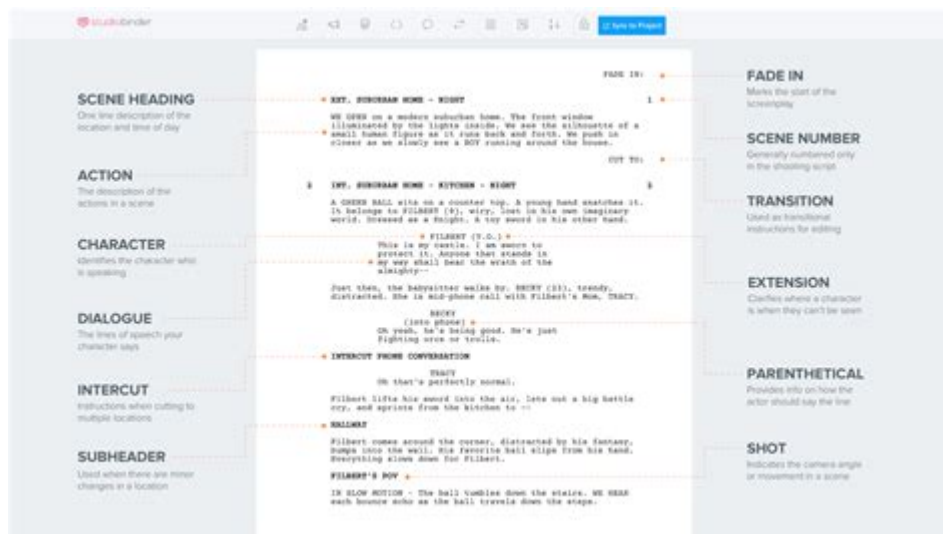 studiobinder
Sync to Project
SCENE HEADING
One line description of the
location and time of day
ACTION
The description of the
actions in a scene
CHARACTER
Identifies the character who
is speaking
DIALOGUE
The lines of speech your
character says
INTERCUT
Instructions when cutting to
multiple locations
SUBHEADER
Used when there are minor
changes in a location
FADE IN:
EXT. SUBURBAN HOME - NIGHT 1
WE OPEN on a modern suburban home. The front window
illuminated by the lights inside. We see the silhouette of a
small human figure as it runs back and forth. We push in
closer as we slowly see a BOY running around the house.
CUT TO:
2 INT. SUBURBAN HOME - KITCHEN - NIGHT 2
A GREEN BALL sits on a counter top. A young hand snatches it.
It belongs to FILBERT (9), wiry, lost in his own imaginary
world. Dressed as a Knight. A toy sword in his other hand.
FILBERT (V.O.)
This is my castle. I am sworn to
protect it. Anyone that stands in
my way shall bear the wrath of the
almighty--
Just then, the babysitter walks by. BECKY (23), trendy,
distracted. She is mid-phone call with Filbert's Mom, TRACY.
BECKY
(into phone)
Oh yeah, he's being good. He's just
fighting orcs or trolls.
INTERCUT PHONE CONVERSATION
TRACY
Oh that's perfectly normal.
Filbert lifts his sword into the air, lets out a big battle
cry, and sprints from the kitchen to --
HALLWAY
Filbert comes around the corner, distracted by his fantasy,
bumps into the wall. His favorite ball slips from his hand.
Everything slows down for Filbert.
FILBERT'S POV
IN SLOW MOTION - The ball tumbles down the stairs. WE HEAR
each bounce echo as the ball travels down the steps.
FADE IN
Marks the start of the
screenplay
SCENE NUMBER
Generally numbered only
in the shooting script
TRANSITION
Used as transitional
instructions for editing
EXTENSION
Clarifies where a character
is when they can't be seen
PARENTHETICAL
Provides info on how the
actor should say the line
SHOT
Indicates the camera angle
or movement in a scene